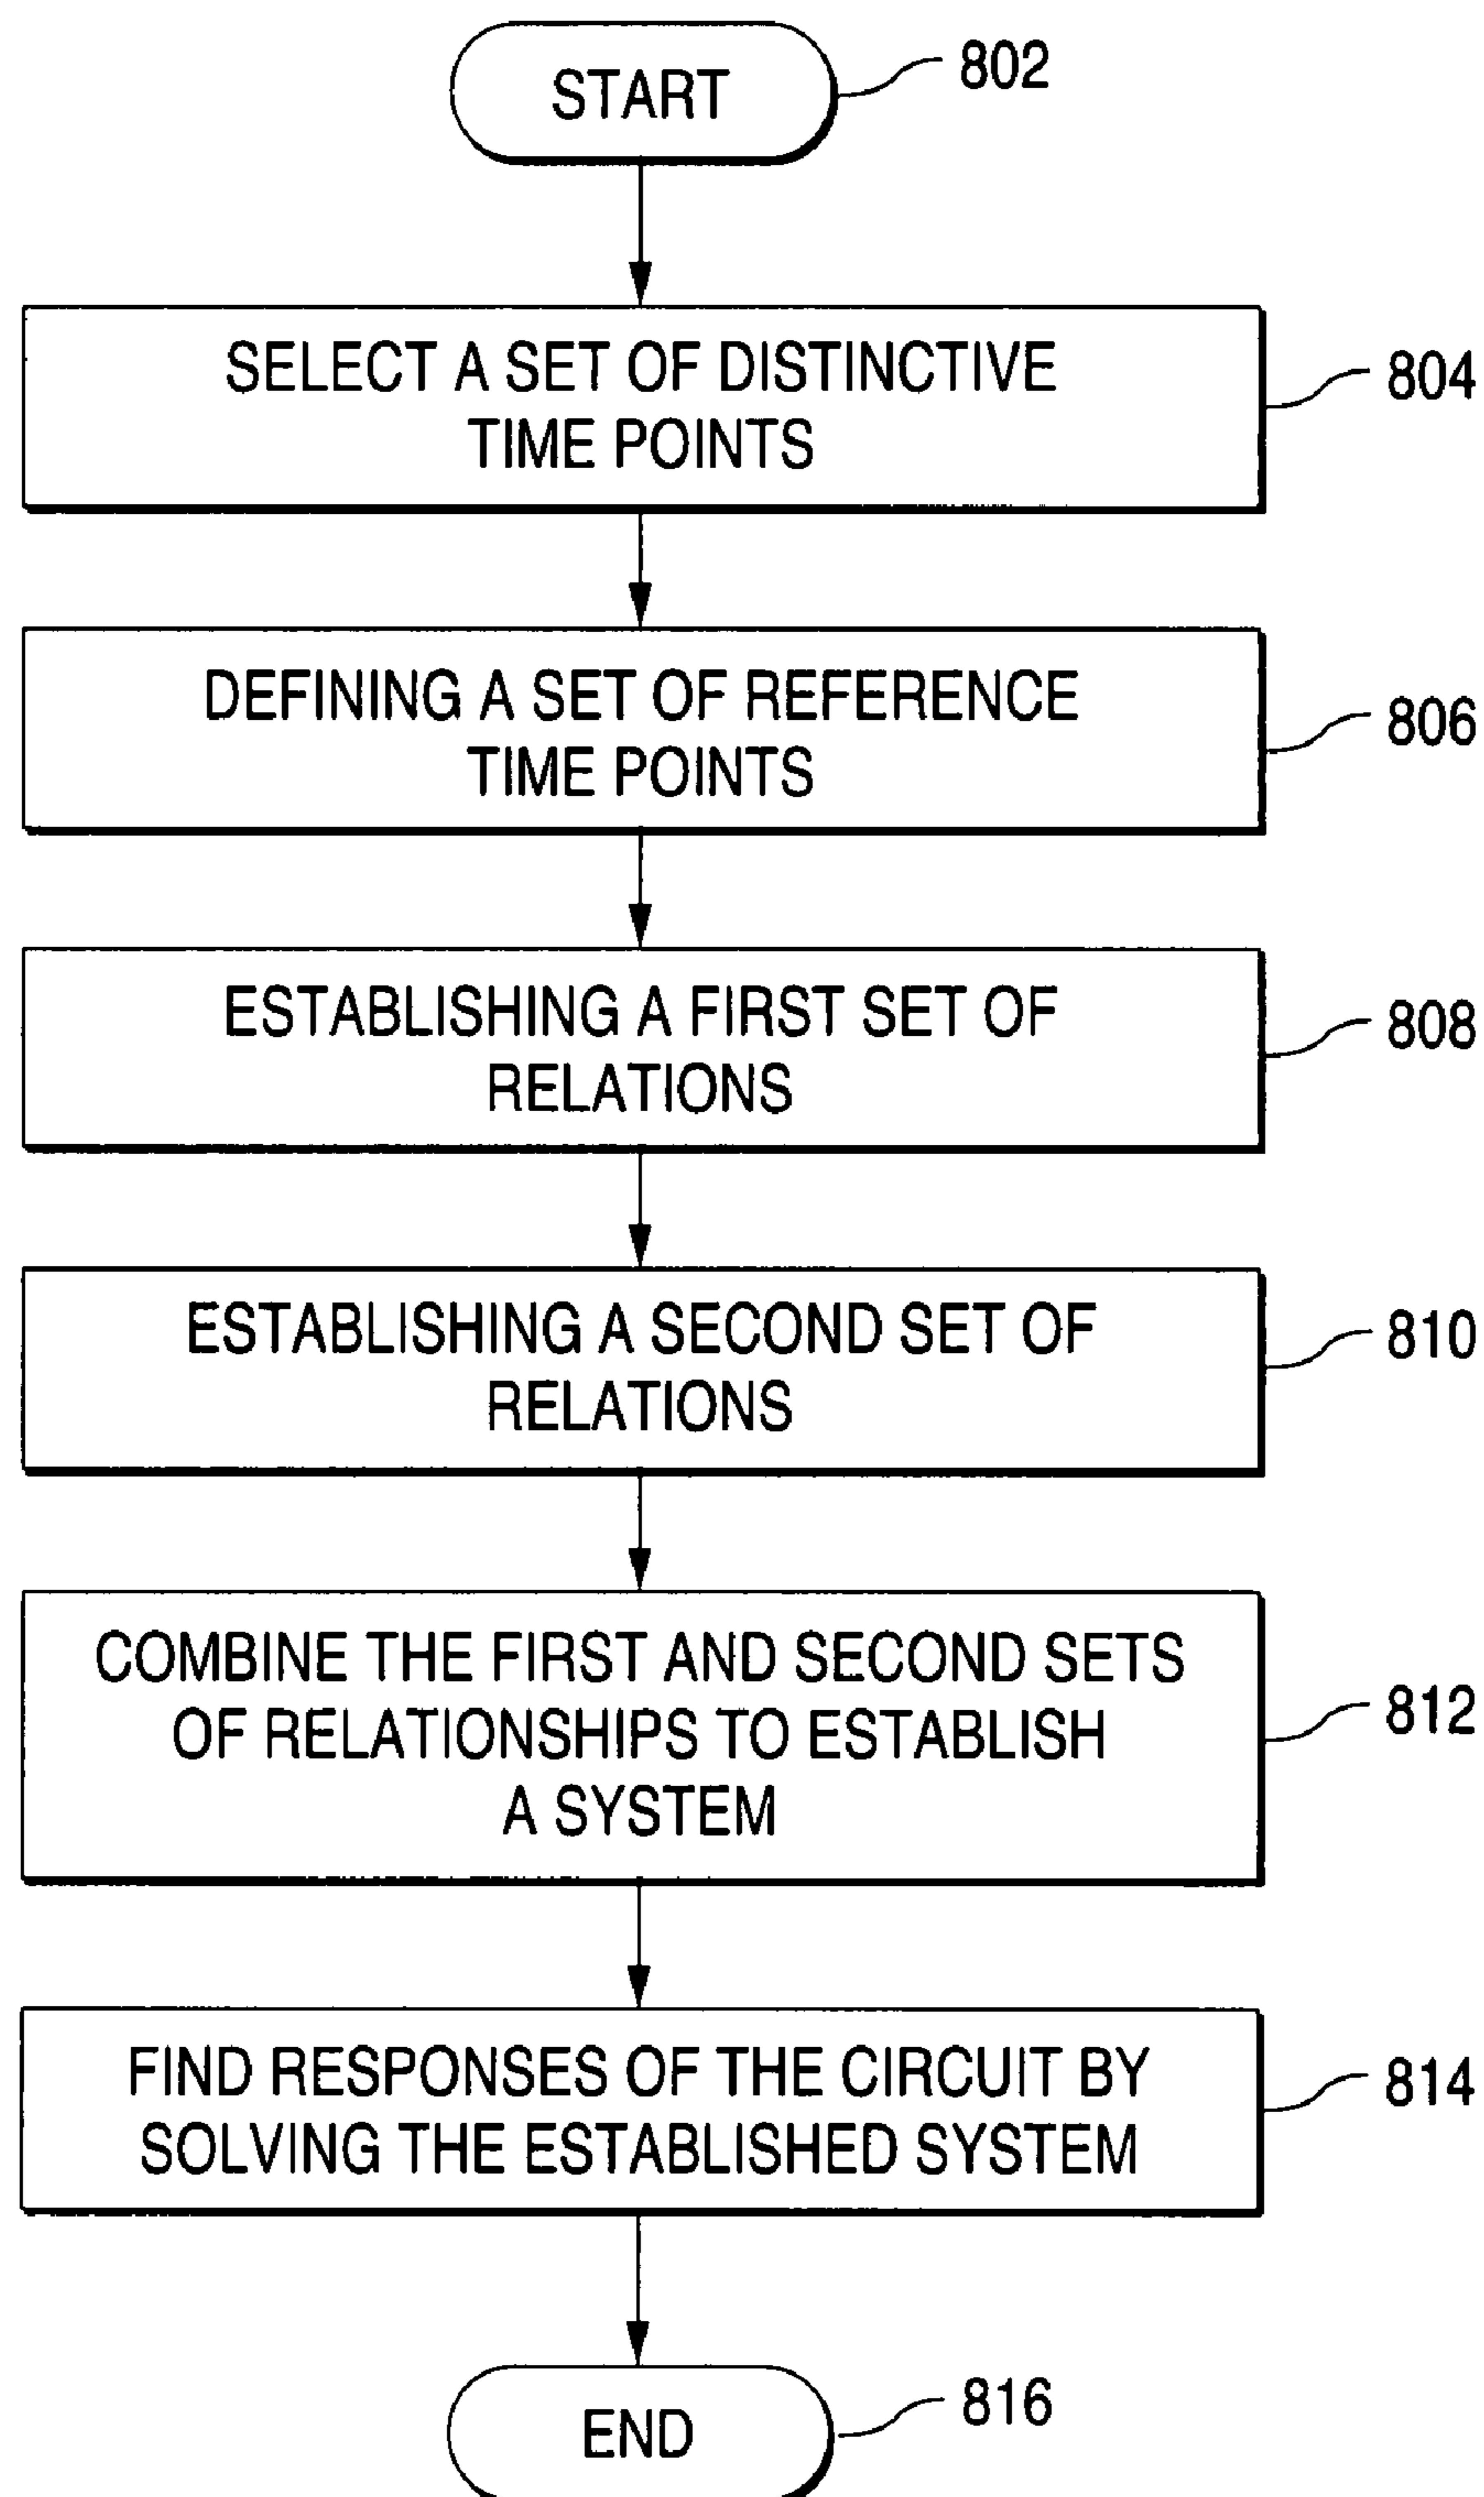 START
802
SELECT A SET OF DISTINCTIVE
TIME POINTS
804
DEFINING A SET OF REFERENCE
TIME POINTS
806
ESTABLISHING A FIRST SET OF
RELATIONS
808
ESTABLISHING A SECOND SET OF
RELATIONS
810
COMBINE THE FIRST AND SECOND SETS
OF RELATIONSHIPS TO ESTABLISH
A SYSTEM
812
FIND RESPONSES OF THE CIRCUIT BY
SOLVING THE ESTABLISHED SYSTEM
814
END
816